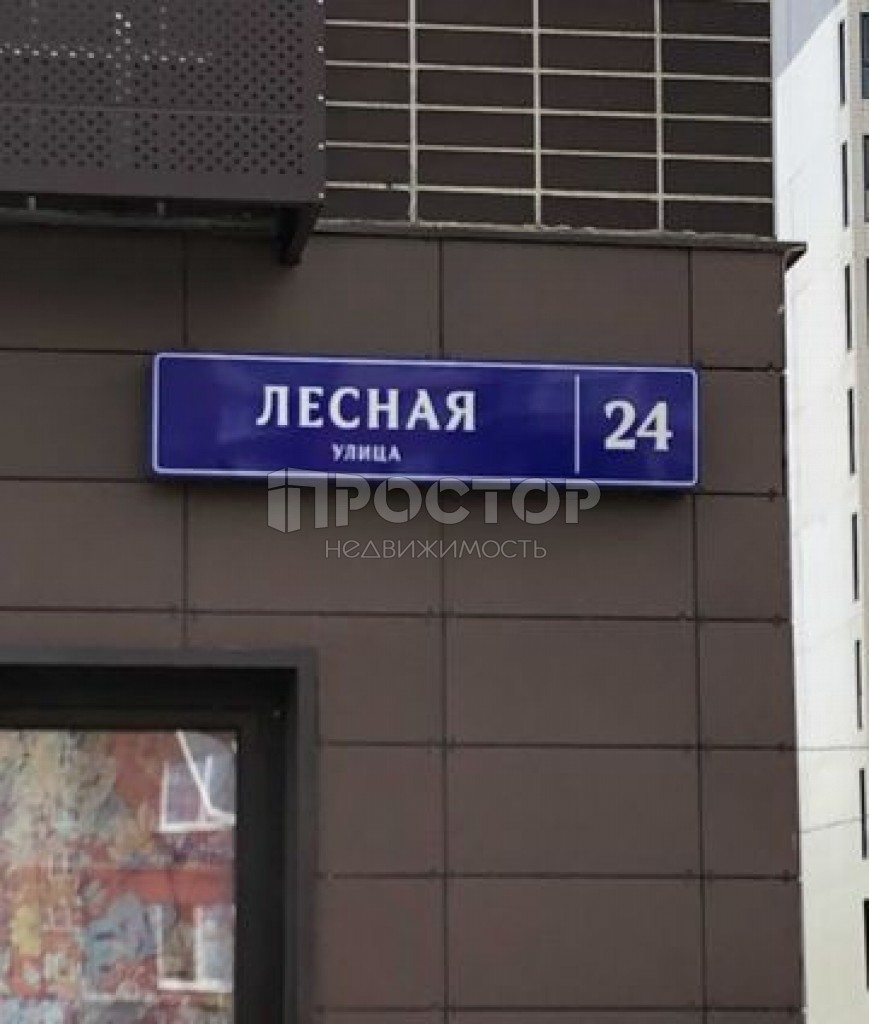 ЛЕСНАЯ
УЛИЦА
24
ПРОСТОР
НЕДВИЖИМОСТЬ